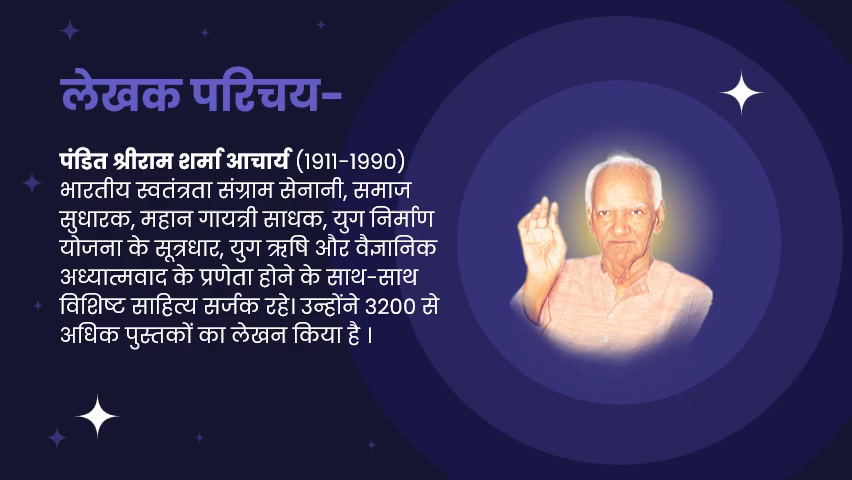 लेखक परिचय-
पंडित श्रीराम शर्मा आचार्य (1911-1990)
भारतीय स्वतंत्रता संग्राम सेनानी, समाज
सुधारक, महान गायत्री साधक, युग निर्माण
योजना के सूत्रधार, युग ऋषि और वैज्ञानिक
अध्यात्मवाद के प्रणेता होने के साथ-साथ
विशिष्ट साहित्य सर्जक रहे। उन्होंने 3200 से
अधिक पुस्तकों का लेखन किया है ।